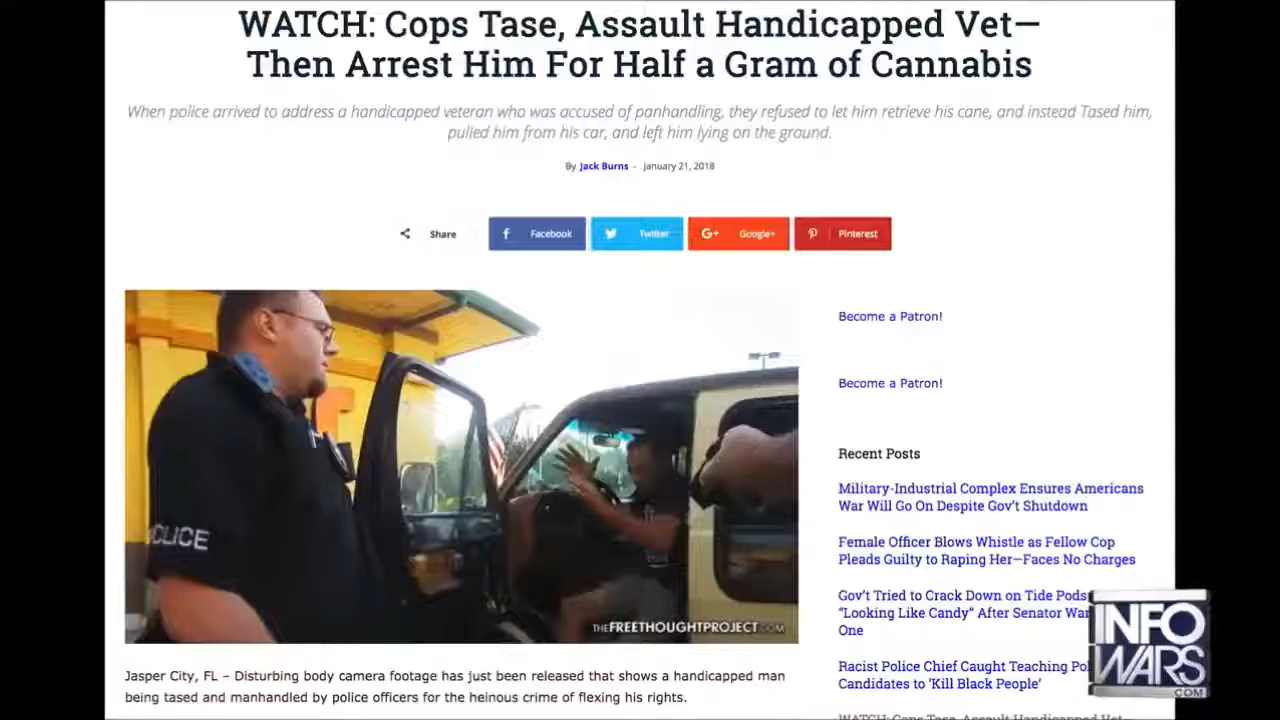 WATCH: Cops Tase, Assault Handicapped Vet—
Then Arrest Him For Half a Gram of Cannabis
When police arrived to address a handicapped veteran who was accused of panhandling, they refused to let him retrieve his cane, and instead Tased him,
pulled him from his car, and left him lying on the ground.
By Jack Burns - January 21, 2018
Share
Facebook
Twitter
Google+
Pinterest
POLICE
THEFREETHOUGHTPROJECT.COM
Jasper City, FL – Disturbing body camera footage has just been released that shows a handicapped man
being tased and manhandled by police officers for the heinous crime of flexing his rights.
Become a Patron!
Become a Patron!
Recent Posts
Military-Industrial Complex Ensures Americans
War Will Go On Despite Gov't Shutdown
Female Officer Blows Whistle as Fellow Cop
Pleads Guilty to Raping Her—Faces No Charges
Gov't Tried to Crack Down on Tide Pods
"Looking Like Candy" After Senator
One
Racist Police Chief Caught Teaching
Candidates to 'Kill Black People'
WATCH: Cops Tase, Assault Handicapped Vet—
INFO
WARS
.COM